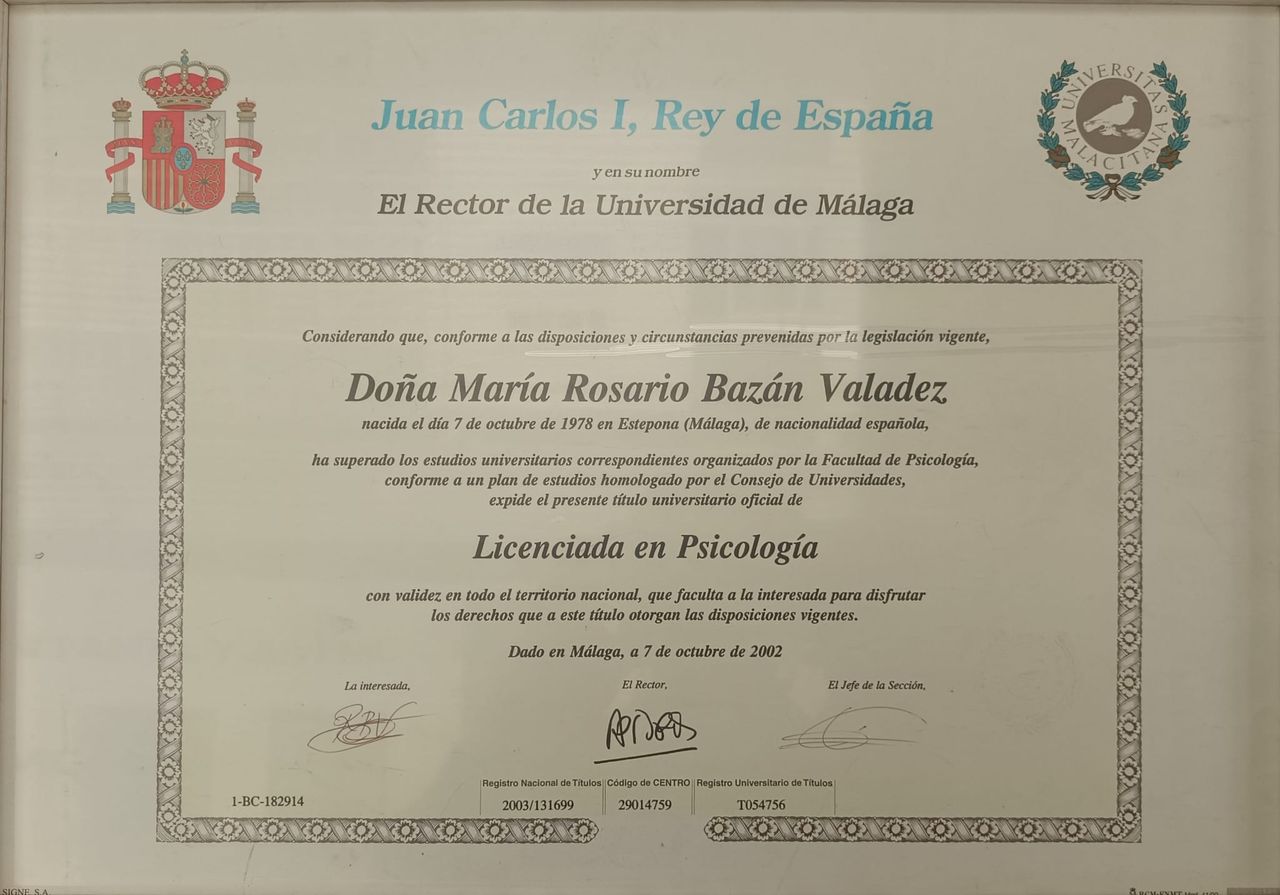 Juan Carlos I, Rey de España
UNIVERSITAS MALACITANA
y en su nombre
El Rector de la Universidad de Málaga
Considerando que, conforme a las disposiciones y circunstancias prevenidas por la legislación vigente,
Doña María Rosario Bazán Valadez
nacida el día 7 de octubre de 1978 en Estepona (Málaga), de nacionalidad española,
ha superado los estudios universitarios correspondientes organizados por la Facultad de Psicología,
conforme a un plan de estudios homologado por el Consejo de Universidades,
expide el presente título universitario oficial de
Licenciada en Psicología
con validez en todo el territorio nacional, que faculta a la interesada para disfrutar
los derechos que a este título otorgan las disposiciones vigentes.
Dado en Málaga, a 7 de octubre de 2002
La interesada, El Rector, El Jefe de la Sección,
Registro Nacional de Títulos Código de CENTRO Registro Universitario de Títulos
1-BC-182914 2003/131699 29014759 T054756
SIGNE, S.A.